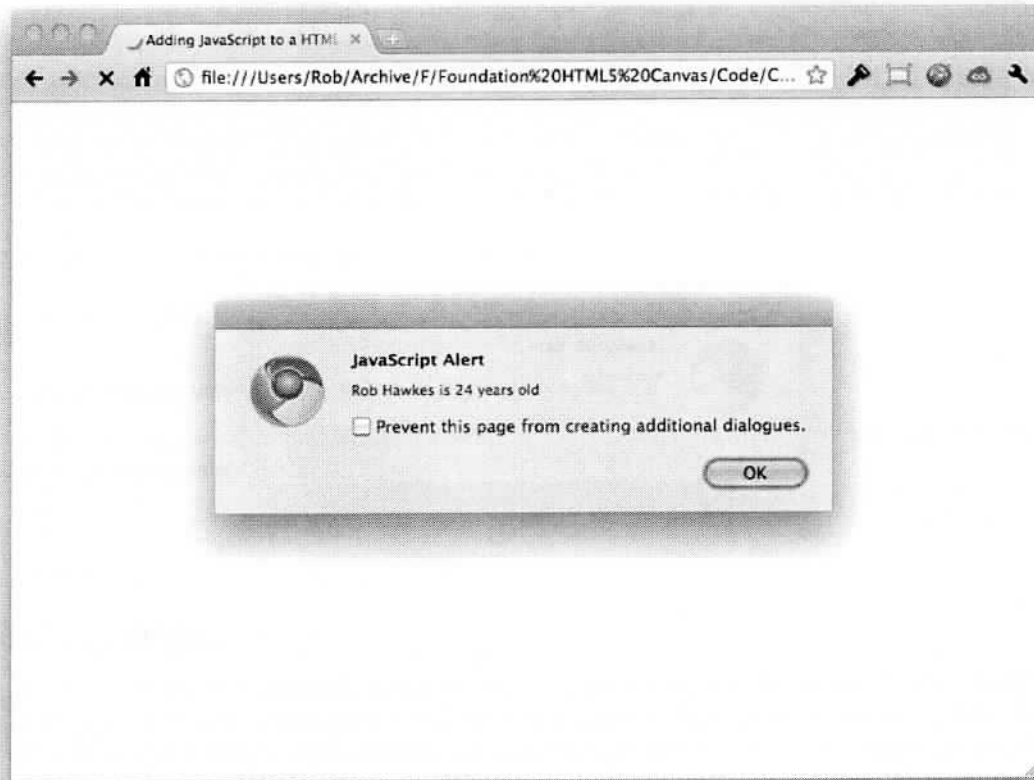 Adding JavaScript to a HTML
file:///Users/Rob/Archive/F/Foundation%20HTML5%20Canvas/Code/C...
JavaScript Alert
Rob Hawkes is 24 years old
Prevent this page from creating additional dialogues.
OK